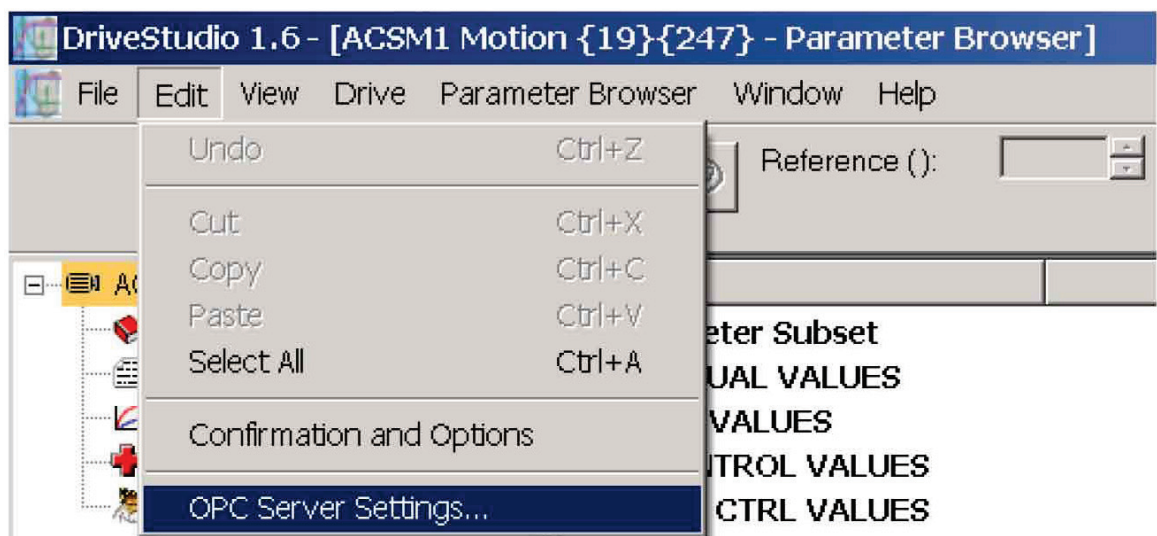 DriveStudio 1.6 - [ACSM1 Motion {19}{247} - Parameter Browser]
File Edit View Drive Parameter Browser Window Help
Undo Ctrl+Z
Reference ():
Cut Ctrl+X
Copy Ctrl+C
Paste Ctrl+V
eter Subset
Select All Ctrl+A
UAL VALUES
Confirmation and Options
VALUES
NTROL VALUES
OPC Server Settings...
CTRL VALUES